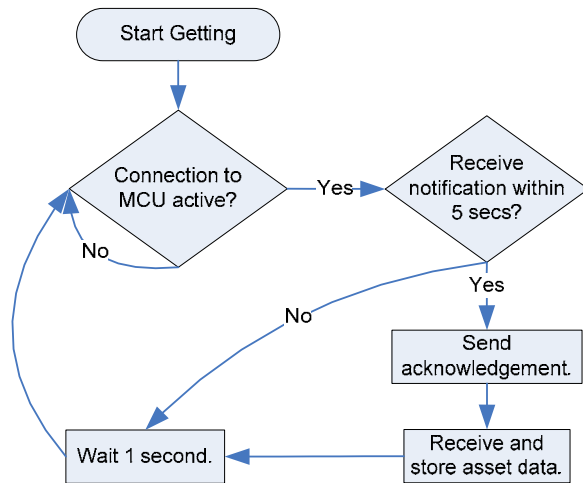 Start Getting
Connection to
MCU active?
Yes
Receive
notification within
5 secs?
No
Yes
No
Send
acknowledgement.
Wait 1 second.
Receive and
store asset data.